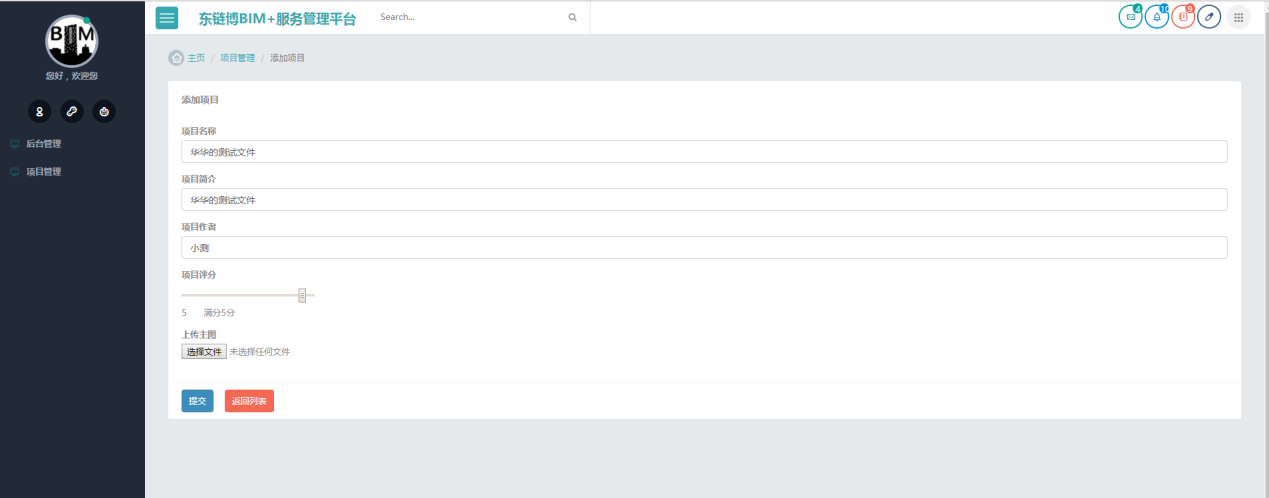 BIM
您好，欢迎您
后台管理
项目管理
东链博BIM+服务管理平台
Search...
4
10
9
主页 / 项目管理 / 添加项目
添加项目
项目名称
华华的测试文件
项目简介
华华的测试文件
项目作者
小测
项目评分
5 满分5分
上传主图
选择文件 未选择任何文件
提交 返回列表